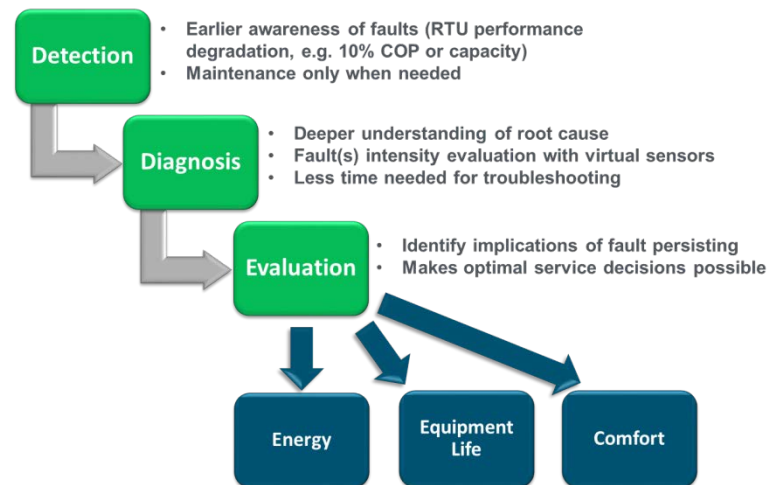 Detection
• Earlier awareness of faults (RTU performance
degradation, e.g. 10% COP or capacity)
• Maintenance only when needed
Diagnosis
• Deeper understanding of root cause
• Fault(s) intensity evaluation with virtual sensors
• Less time needed for troubleshooting
Evaluation
• Identify implications of fault persisting
• Makes optimal service decisions possible
Energy
Equipment
Life
Comfort